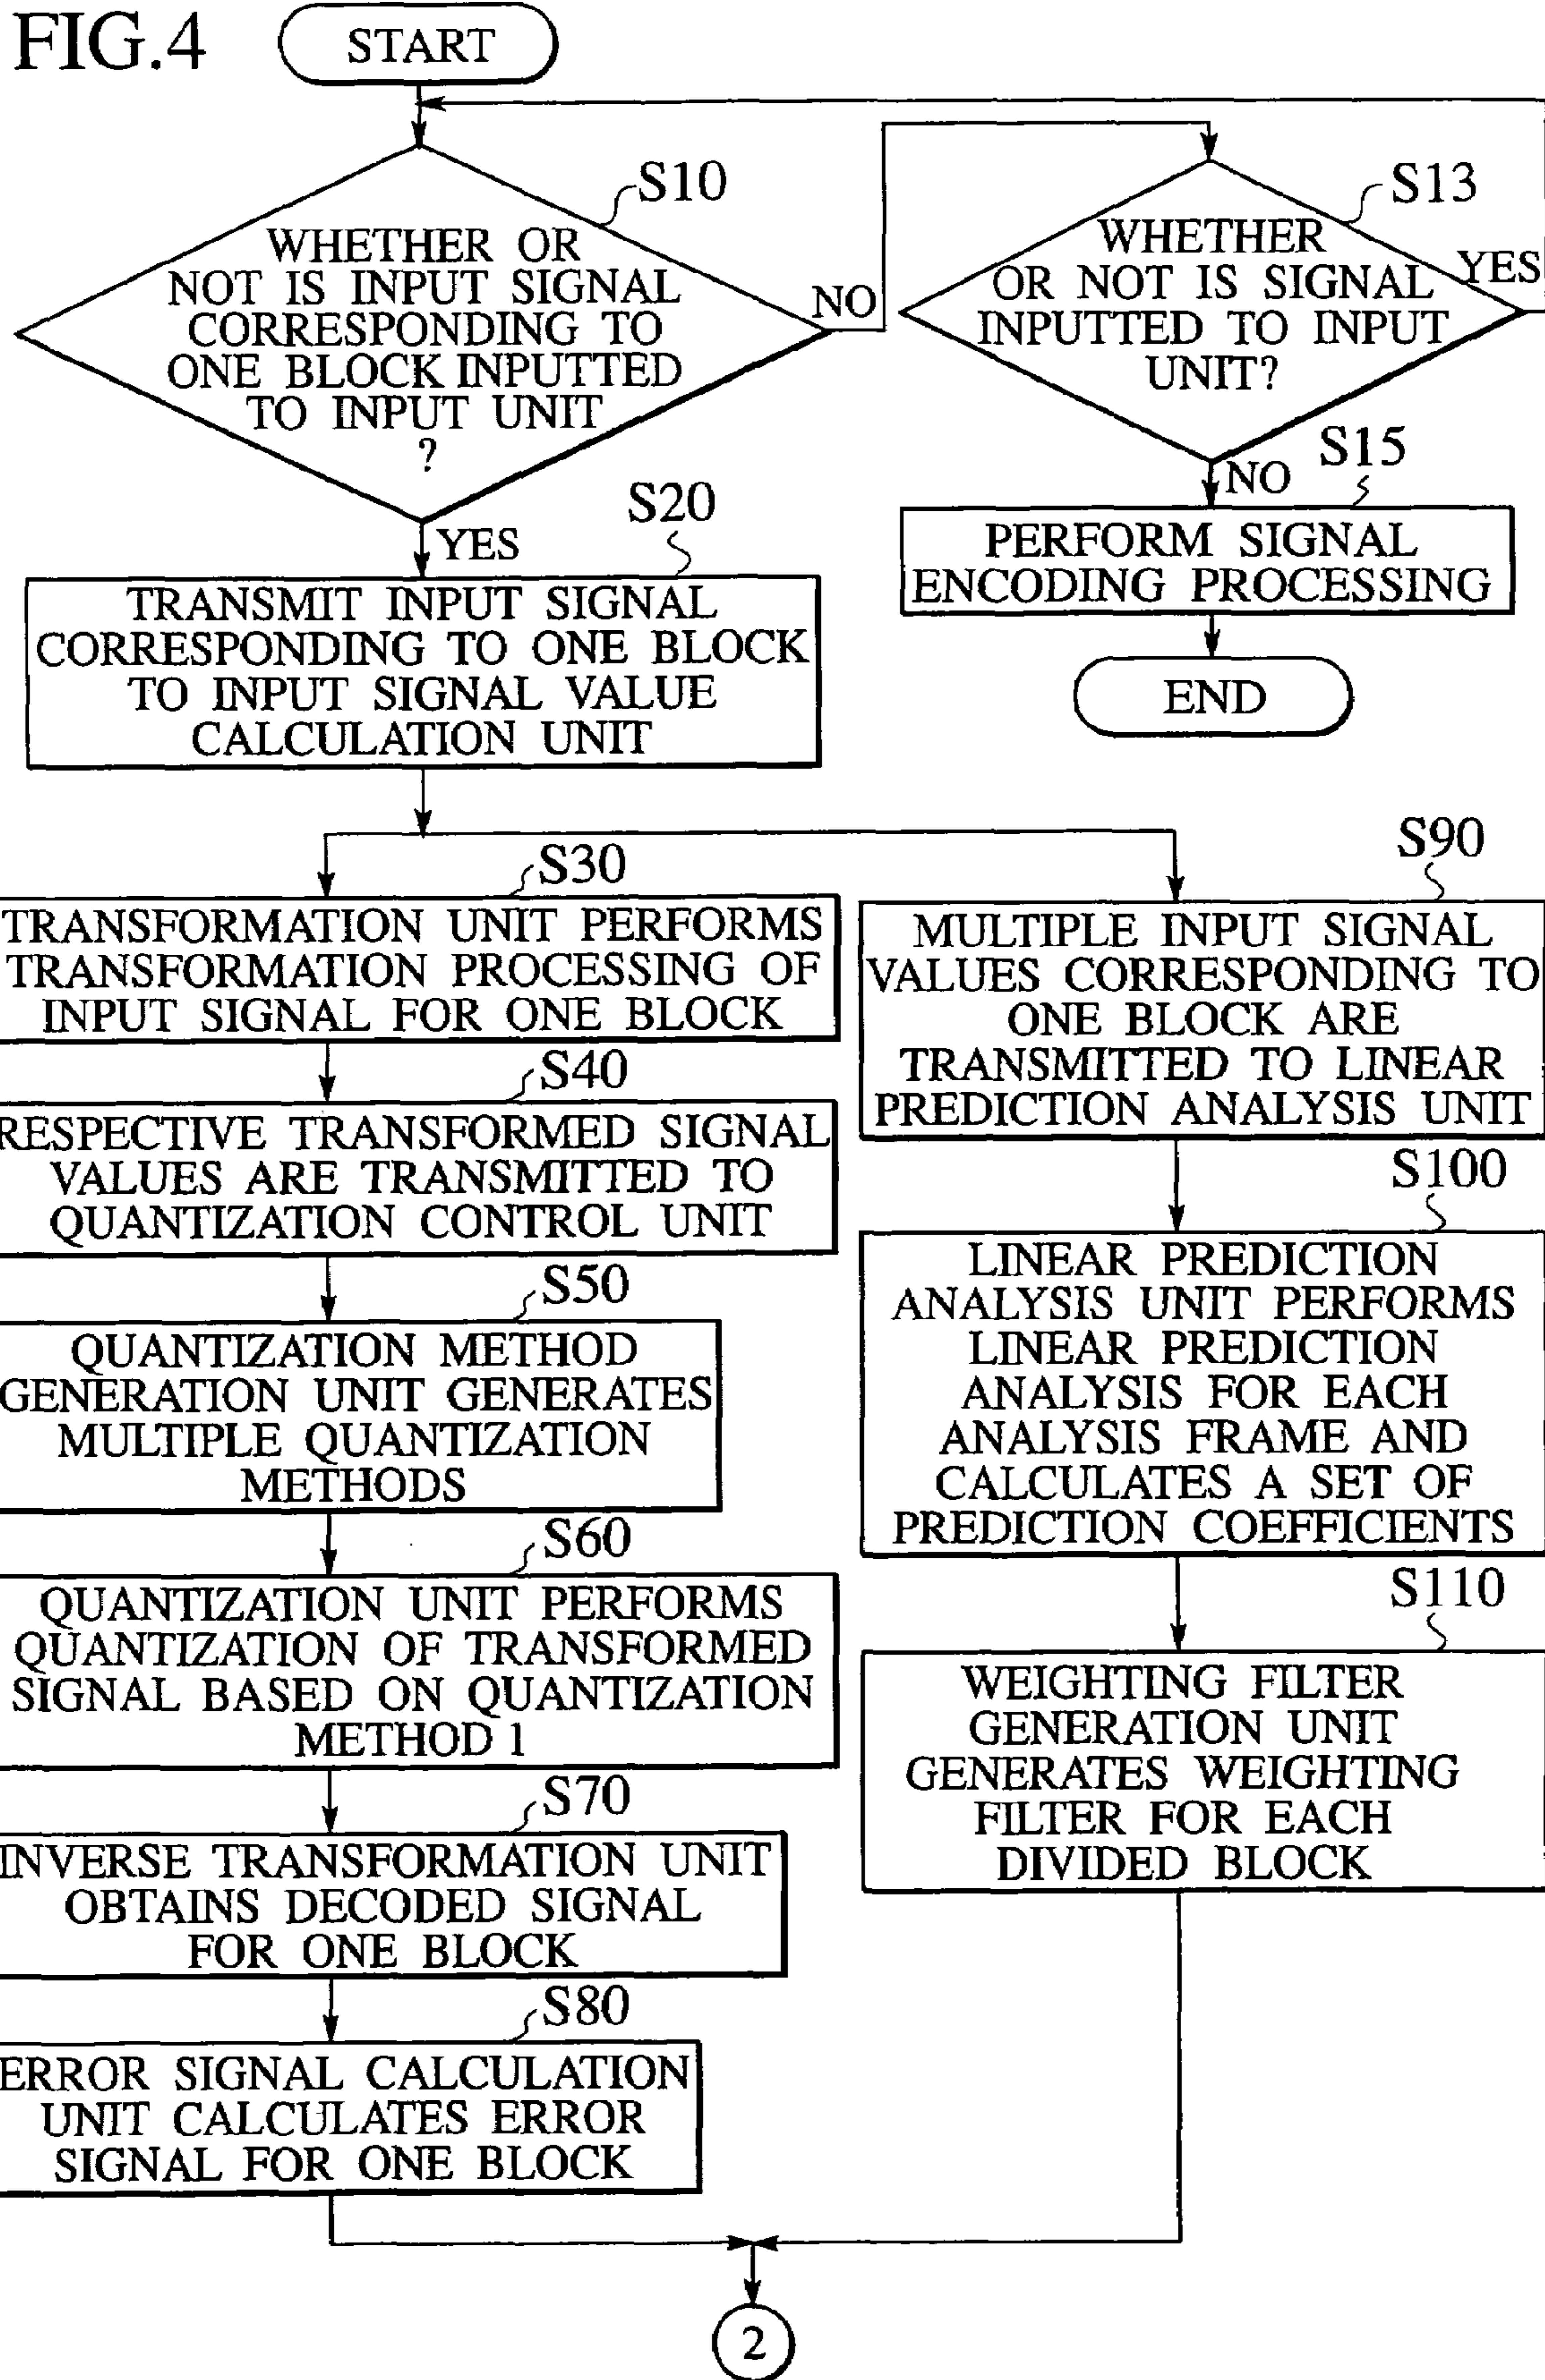 FIG.4
START
S10
WHETHER OR
NOT IS INPUT SIGNAL
CORRESPONDING TO
ONE BLOCK INPUTTED
TO INPUT UNIT
?
NO
YES
S13
WHETHER
OR NOT IS SIGNAL
INPUTTED TO INPUT
UNIT?
YES
NO
S15
PERFORM SIGNAL
ENCODING PROCESSING
END
S20
TRANSMIT INPUT SIGNAL
CORRESPONDING TO ONE BLOCK
TO INPUT SIGNAL VALUE
CALCULATION UNIT
S30
TRANSFORMATION UNIT PERFORMS
TRANSFORMATION PROCESSING OF
INPUT SIGNAL FOR ONE BLOCK
S40
RESPECTIVE TRANSFORMED SIGNAL
VALUES ARE TRANSMITTED TO
QUANTIZATION CONTROL UNIT
S50
QUANTIZATION METHOD
GENERATION UNIT GENERATES
MULTIPLE QUANTIZATION
METHODS
S60
QUANTIZATION UNIT PERFORMS
QUANTIZATION OF TRANSFORMED
SIGNAL BASED ON QUANTIZATION
METHOD 1
S70
INVERSE TRANSFORMATION UNIT
OBTAINS DECODED SIGNAL
FOR ONE BLOCK
S80
ERROR SIGNAL CALCULATION
UNIT CALCULATES ERROR
SIGNAL FOR ONE BLOCK
S90
MULTIPLE INPUT SIGNAL
VALUES CORRESPONDING TO
ONE BLOCK ARE
TRANSMITTED TO LINEAR
PREDICTION ANALYSIS UNIT
S100
LINEAR PREDICTION
ANALYSIS UNIT PERFORMS
LINEAR PREDICTION
ANALYSIS FOR EACH
ANALYSIS FRAME AND
CALCULATES A SET OF
PREDICTION COEFFICIENTS
S110
WEIGHTING FILTER
GENERATION UNIT
GENERATES WEIGHTING
FILTER FOR EACH
DIVIDED BLOCK
2